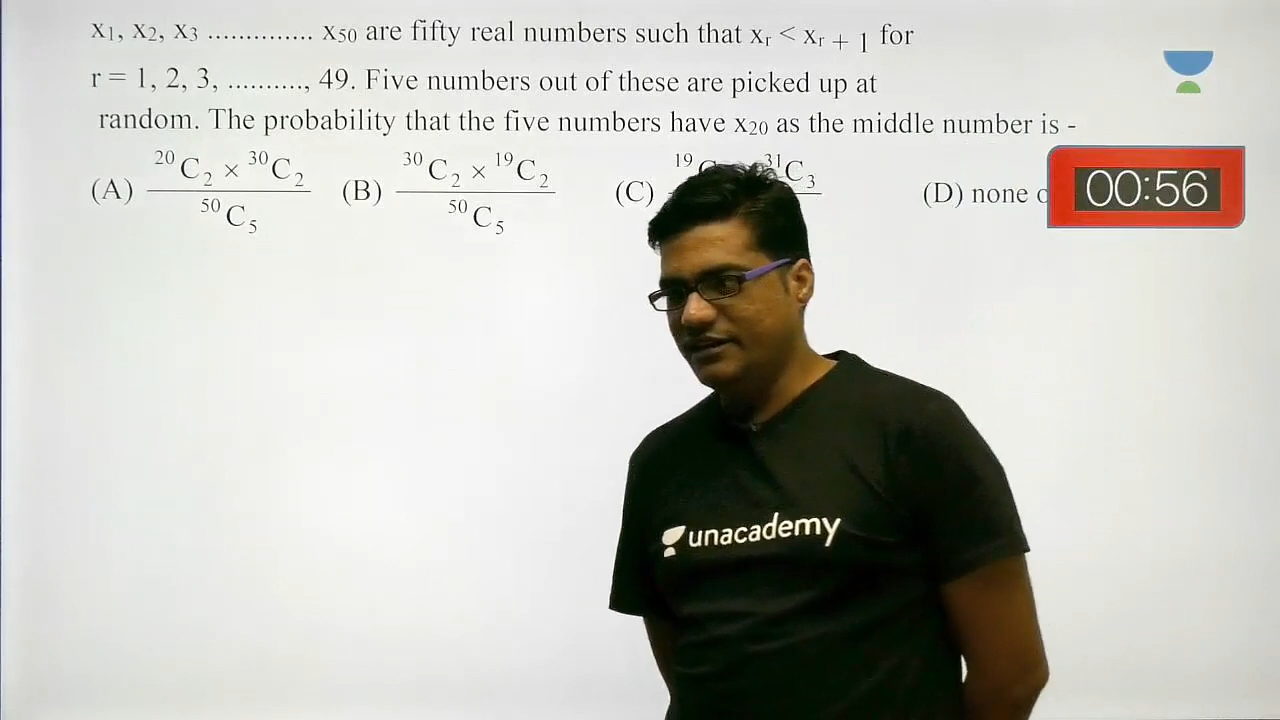 x1, x2, x3 .............. x50 are fifty real numbers such that xr < xr + 1 for
r = 1, 2, 3, .........., 49. Five numbers out of these are picked up at
random. The probability that the five numbers have x20 as the middle number is -
(A) 20C2 × 30C2 / 50C5 (B) 30C2 × 19C2 / 50C5 (C) 19 31C3 (D) none
00:56
unacademy